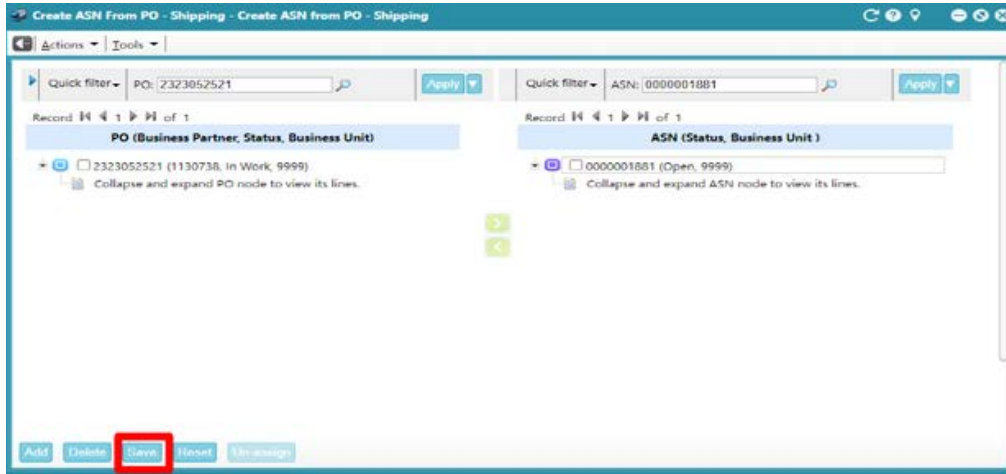 Create ASN From PO - Shipping - Create ASN from PO - Shipping
Actions Tools
Quick filter PO: 2323052521 Apply
Quick filter ASN: 0000001881 Apply
Record 1 of 1
Record 1 of 1
PO (Business Partner, Status, Business Unit)
ASN (Status, Business Unit )
2323052521 (1130738, In Work, 9999)
0000001881 (Open, 9999)
Collapse and expand PO node to view its lines.
Collapse and expand ASN node to view its lines.
Add Delete Save Reset Un-assign